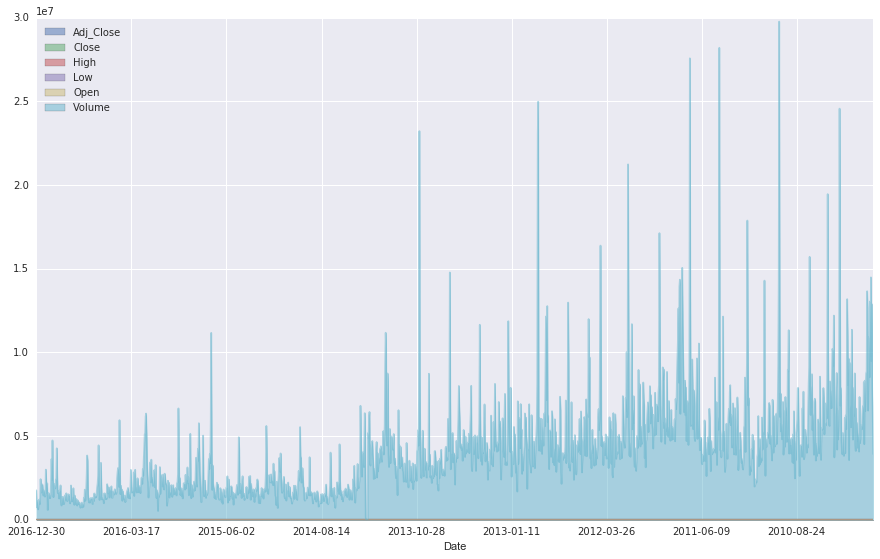 1e7
3.0
2.5
2.0
1.5
1.0
0.5
0.0
Adj_Close
Close
High
Low
Open
Volume
2016-12-30 2016-03-17 2015-06-02 2014-08-14 2013-10-28 2013-01-11 2012-03-26 2011-06-09 2010-08-24
Date